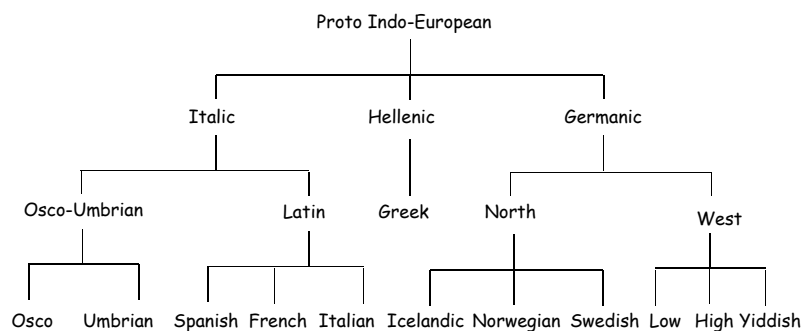 Proto Indo-European
Italic Hellenic Germanic
Osco-Umbrian Latin Greek North West
Osco Umbrian Spanish French Italian Icelandic Norwegian Swedish Low High Yiddish